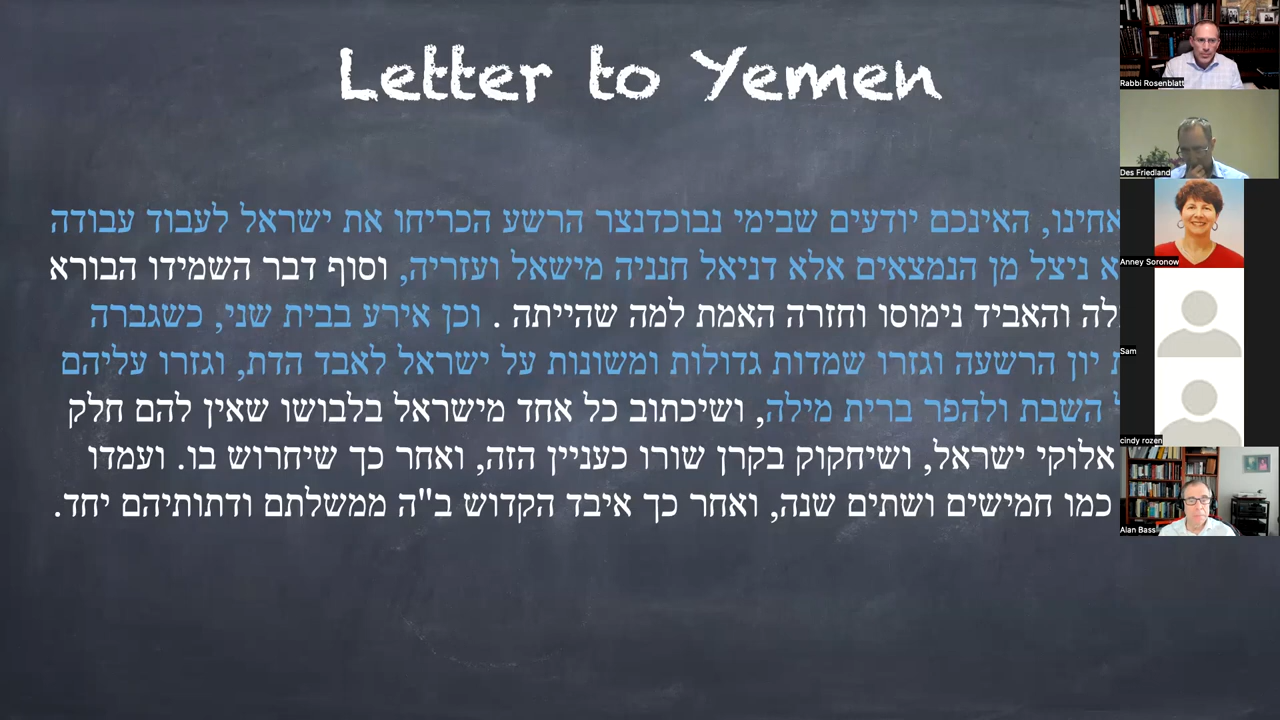 Letter to Yemen
אחינו, האינכם יודעים שבימי נבוכדנצר הרשע הכריחו את ישראל לעבוד עבודה
ניצל מן הנמצאים אלא דניאל חנניה מישאל ועזריה, וסוף דבר השמידו הבורא
והאביד נימוסו וחזרה האמת למה שהייתה . וכן אירע בבית שני, כשגברה
יון הרשעה וגזרו שמדות גדולות ומשונות על ישראל לאבד הדת, וגזרו עליהם
השבת ולהפר ברית מילה, ושיכתוב כל אחד מישראל בלבושו שאין להם חלק
אלוקי ישראל, ושיחקוק בקרן שורו כעניין הזה, ואחר כך שיחרוש בו. ועמדו
כמו חמישים ושתים שנה, ואחר כך איבד הקדוש ב"ה ממשלתם ודתותיהם יחד.
Rabbi Rosenblatt
Des Friedland
Anney Soronow
Sam
cindy rozen
Alan Bass